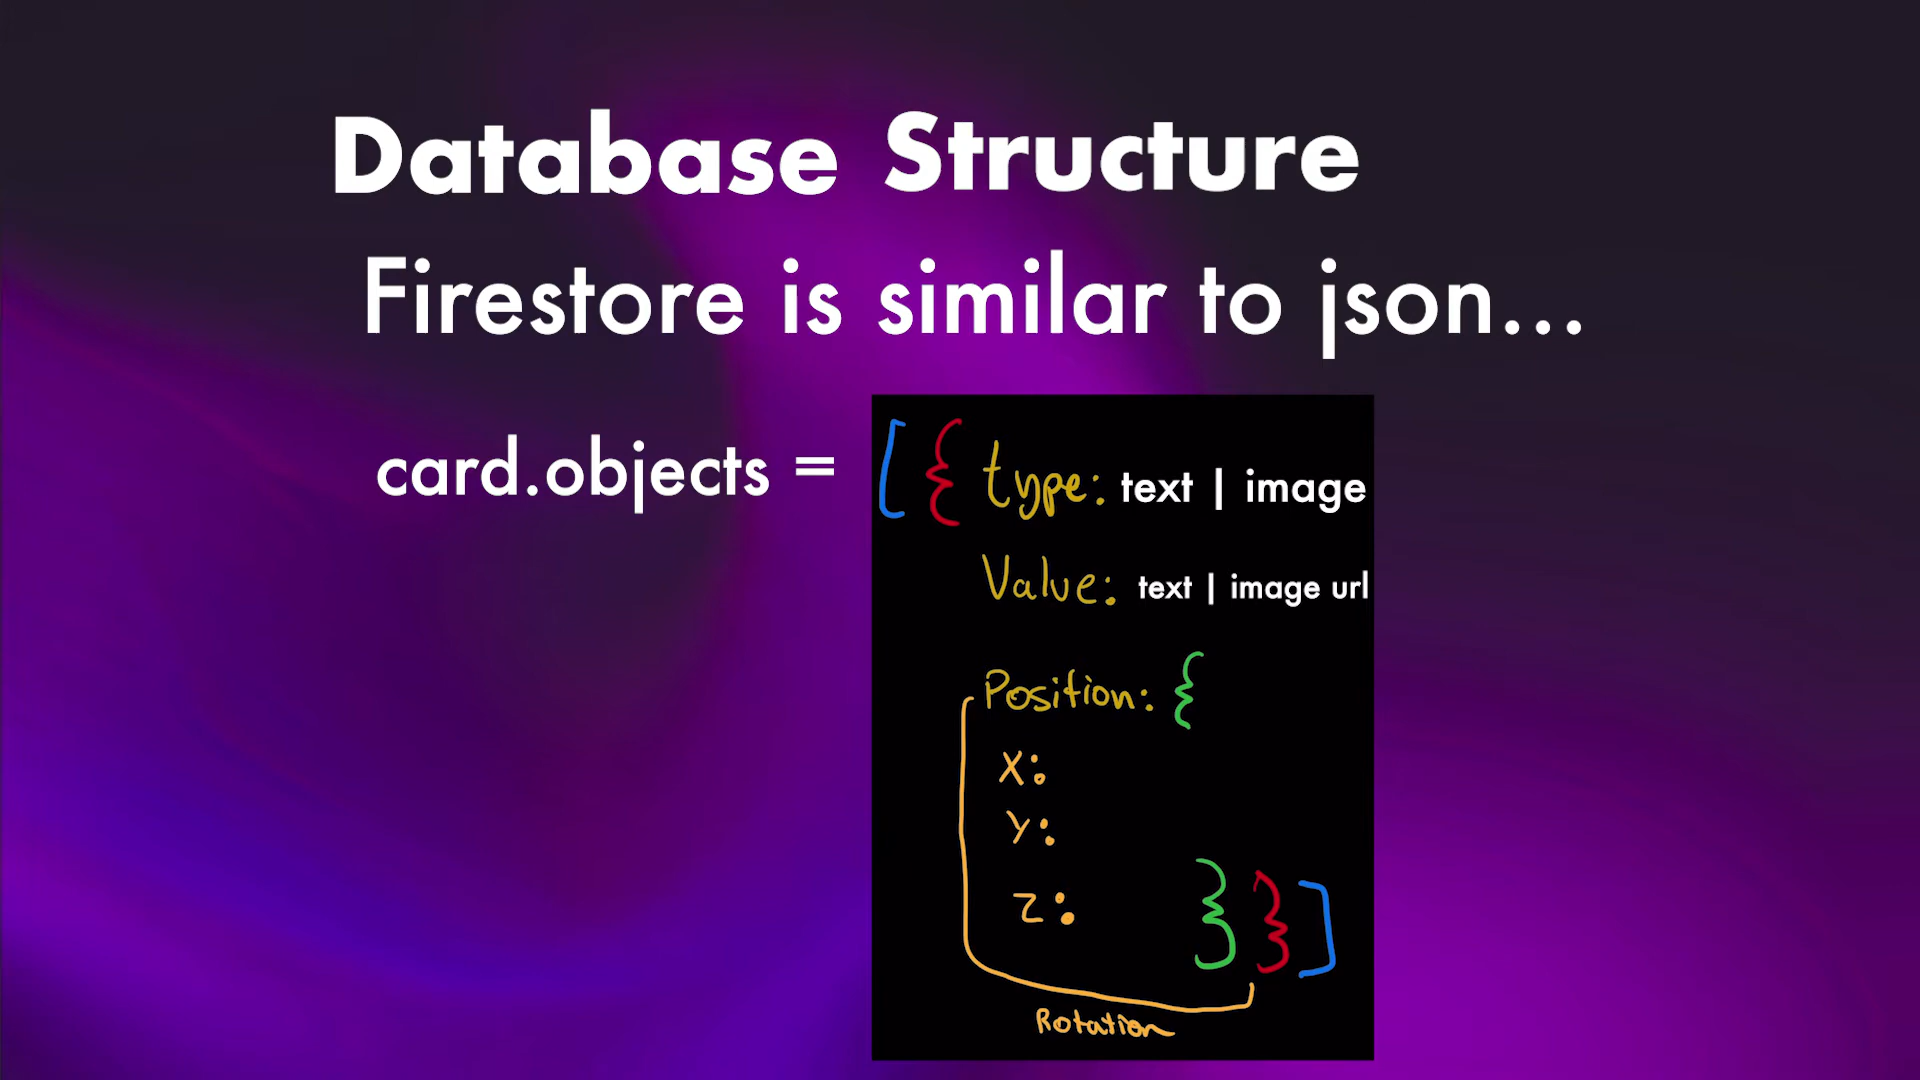 Database Structure
Firestore is similar to json...
card.objects = [ { type: text | image
Value: text | image url
Position: {
X:
Y:
Z: } } ]
Rotation